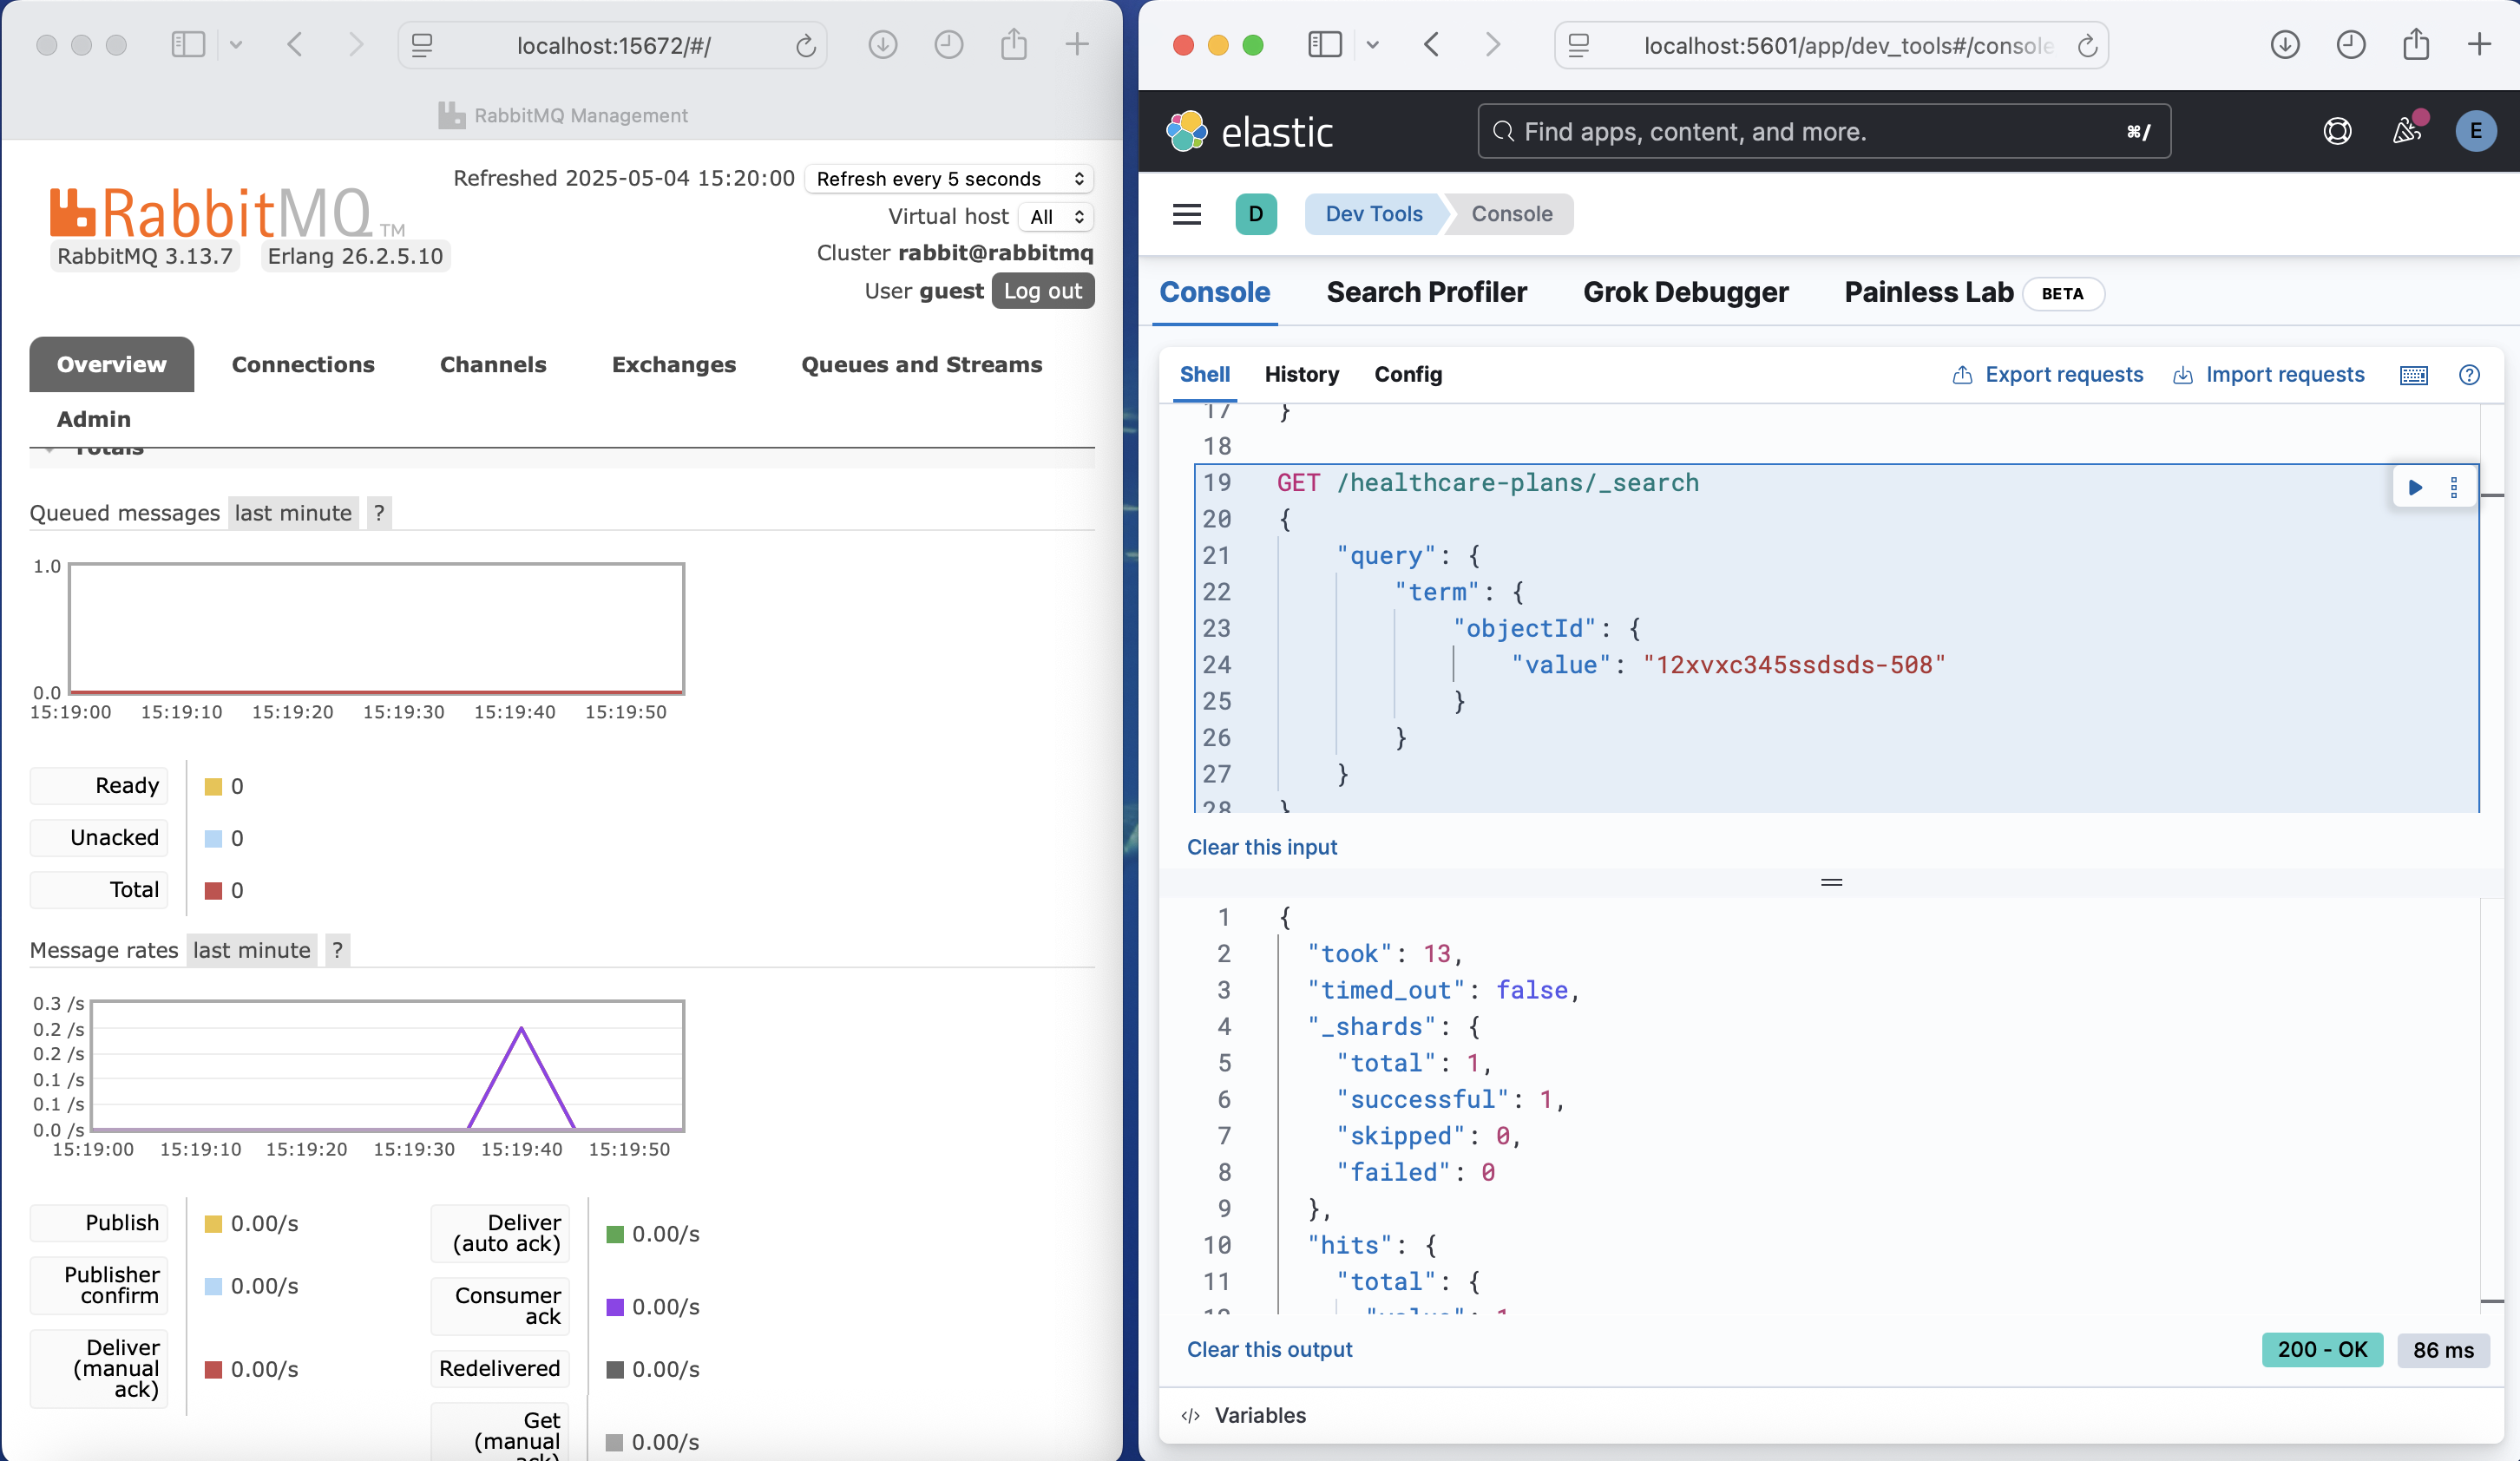 localhost:15672/#/
RabbitMQ Management
RabbitMQ TM
Refreshed 2025-05-04 15:20:00 Refresh every 5 seconds
Virtual host All
Cluster rabbit@rabbitmq
User guest Log out
RabbitMQ 3.13.7 Erlang 26.2.5.10
Overview Connections Channels Exchanges Queues and Streams
Admin
Totals
Queued messages last minute ?
1.0
0.0
15:19:00 15:19:10 15:19:20 15:19:30 15:19:40 15:19:50
Ready 0
Unacked 0
Total 0
Message rates last minute ?
0.3 /s
0.2 /s
0.2 /s
0.1 /s
0.1 /s
0.0 /s
15:19:00 15:19:10 15:19:20 15:19:30 15:19:40 15:19:50
Publish 0.00/s
Publisher
confirm 0.00/s
Deliver
(manual
ack) 0.00/s
Deliver
(auto ack) 0.00/s
Consumer
ack 0.00/s
Redelivered 0.00/s
Get
(manual
ack) 0.00/s
localhost:5601/app/dev_tools#/console
elastic
Find apps, content, and more. ⌘/
E
D Dev Tools Console
Console Search Profiler Grok Debugger Painless Lab BETA
Shell History Config Export requests Import requests
17 }
18
19 GET /healthcare-plans/_search
20 {
21 "query": {
22 "term": {
23 "objectId": {
24 "value": "12xvxc345ssdsds-508"
25 }
26 }
27 }
28 }
Clear this input
1 {
2 "took": 13,
3 "timed_out": false,
4 "_shards": {
5 "total": 1,
6 "successful": 1,
7 "skipped": 0,
8 "failed": 0
9 },
10 "hits": {
11 "total": {
12 "value": 1
Clear this output
200 - OK 86 ms
</> Variables